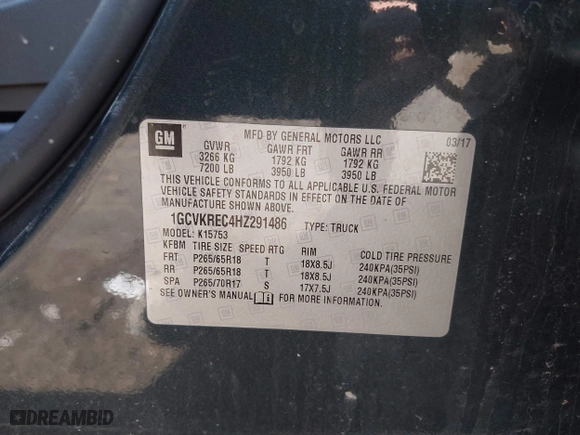 GM
MFD BY GENERAL MOTORS LLC
03/17
GVWR GAWR FRT GAWR RR
3266 KG 1792 KG 1792 KG
7200 LB 3950 LB 3950 LB
THIS VEHICLE CONFORMS TO ALL APPLICABLE U.S. FEDERAL MOTOR
VEHICLE SAFETY STANDARDS IN EFFECT ON THE DATE OF
MANUFACTURE SHOWN ABOVE.
1GCVKREC4HZ291486 TYPE: TRUCK
MODEL: K15753
KFBM TIRE SIZE SPEED RTG RIM COLD TIRE PRESSURE
FRT P265/65R18 T 18X8.5J 240KPA(35PSI)
RR P265/65R18 T 18X8.5J 240KPA(35PSI)
SPA P265/70R17 S 17X7.5J 240KPA(35PSI)
SEE OWNER'S MANUAL FOR MORE INFORMATION.
DREAMBID